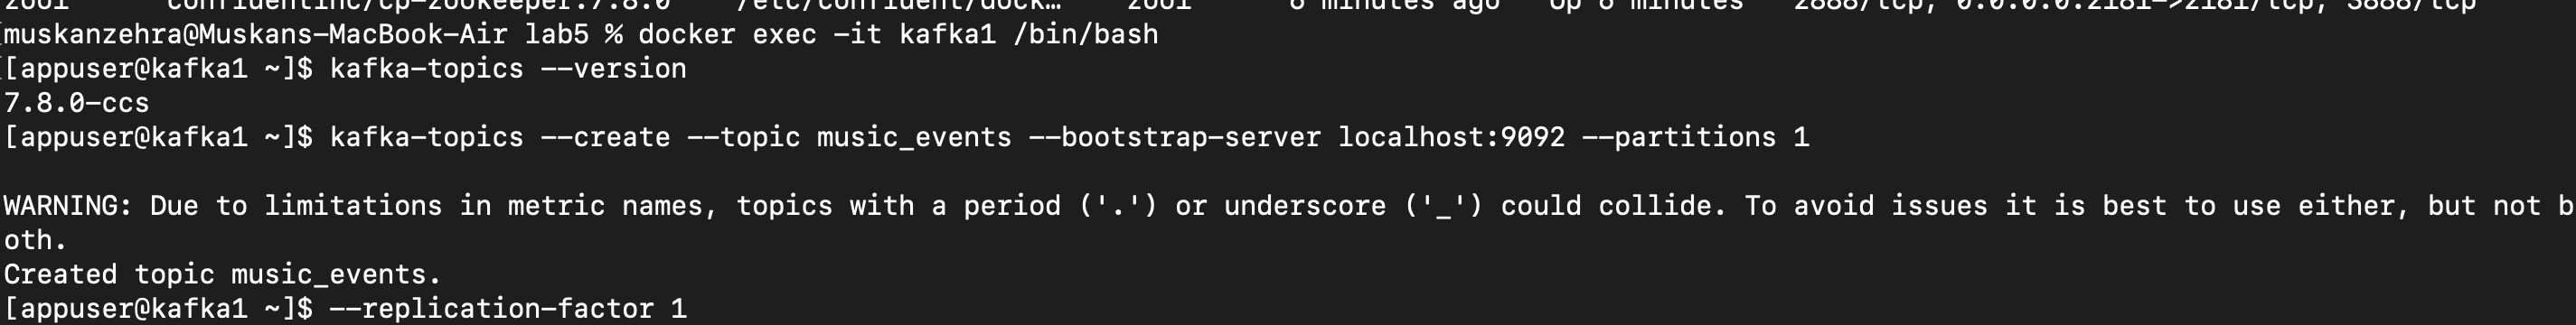 zoo1 confluentinc/cp-zookeeper:7.8.0 "/etc/confluent/dock… zoo1 6 minutes ago Up 6 minutes 2888/tcp, 0.0.0.0:2181->2181/tcp, 3888/tcp
muskanzehra@Muskans-MacBook-Air lab5 % docker exec -it kafka1 /bin/bash
[appuser@kafka1 ~]$ kafka-topics --version
7.8.0-ccs
[appuser@kafka1 ~]$ kafka-topics --create --topic music_events --bootstrap-server localhost:9092 --partitions 1
WARNING: Due to limitations in metric names, topics with a period ('.') or underscore ('_') could collide. To avoid issues it is best to use either, but not b
oth.
Created topic music_events.
[appuser@kafka1 ~]$ --replication-factor 1